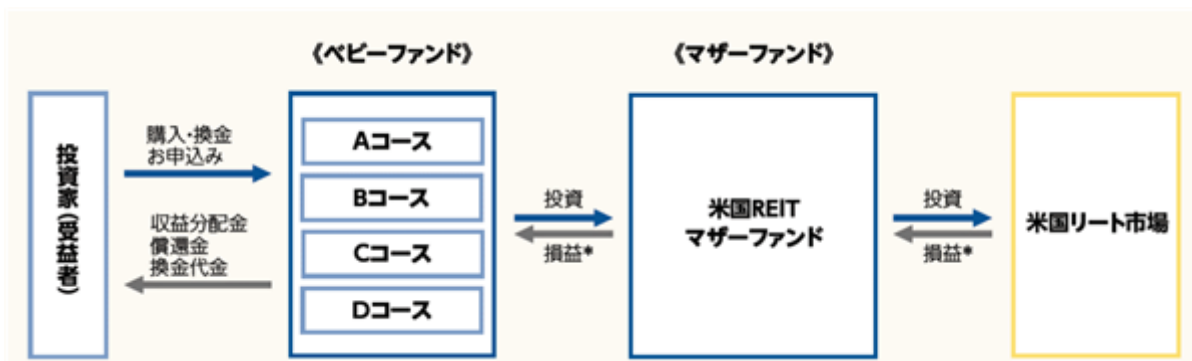 《ベビーファンド》
《マザーファンド》
投資家(受益者)
購入・換金
お申込み
収益分配金
償還金
換金代金
Aコース
Bコース
Cコース
Dコース
投資
損益*
米国REIT
マザーファンド
投資
損益*
米国リート市場